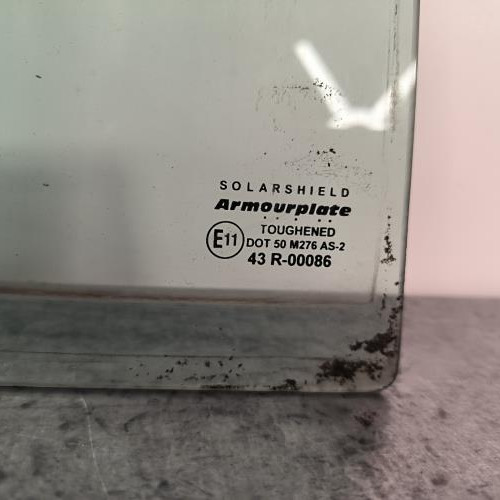 SOLARSHIELD
Armourplate
TOUGHENED
E11 DOT 50 M276 AS-2
43 R-00086